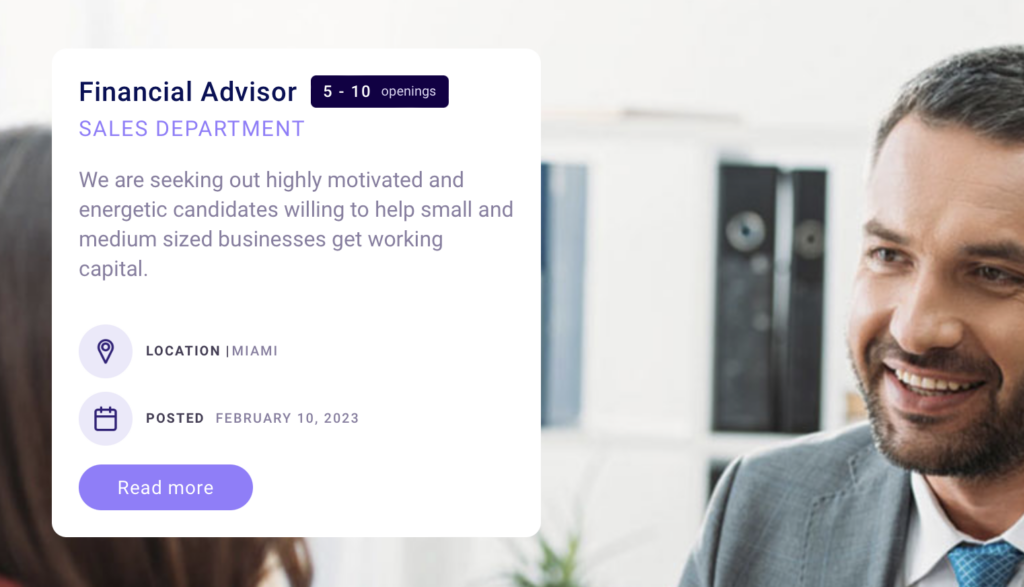 Financial Advisor 5 - 10 openings
SALES DEPARTMENT
We are seeking out highly motivated and
energetic candidates willing to help small and
medium sized businesses get working
capital.
LOCATION |MIAMI
POSTED FEBRUARY 10, 2023
Read more